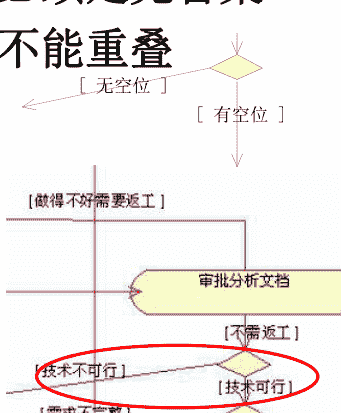 不能重叠
[ 无空位 ]
[ 有空位 ]
[做得不好需要返工 ]
审批分析文档
[不需返工 ]
[技术不可行 ]
[技术可行 ]